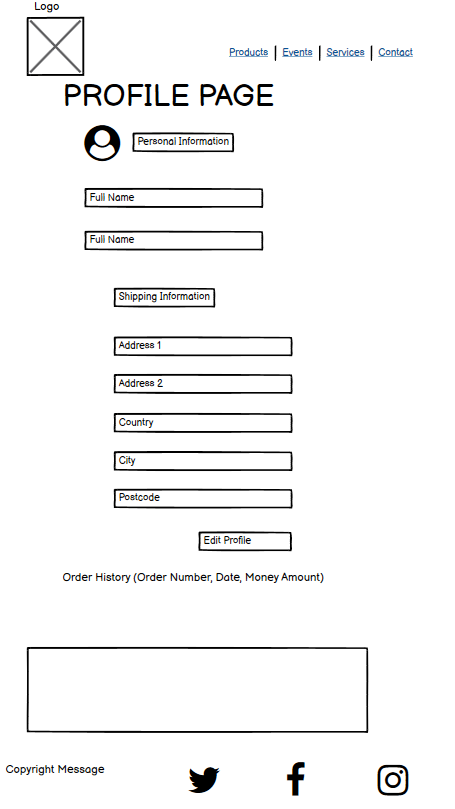 Logo
Products | Events | Services | Contact
PROFILE PAGE
Personal Information
Full Name
Full Name
Shipping Information
Address 1
Address 2
Country
City
Postcode
Edit Profile
Order History (Order Number, Date, Money Amount)
Copyright Message